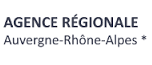 AGENCE RÉGIONALE
Auvergne-Rhône-Alpes *